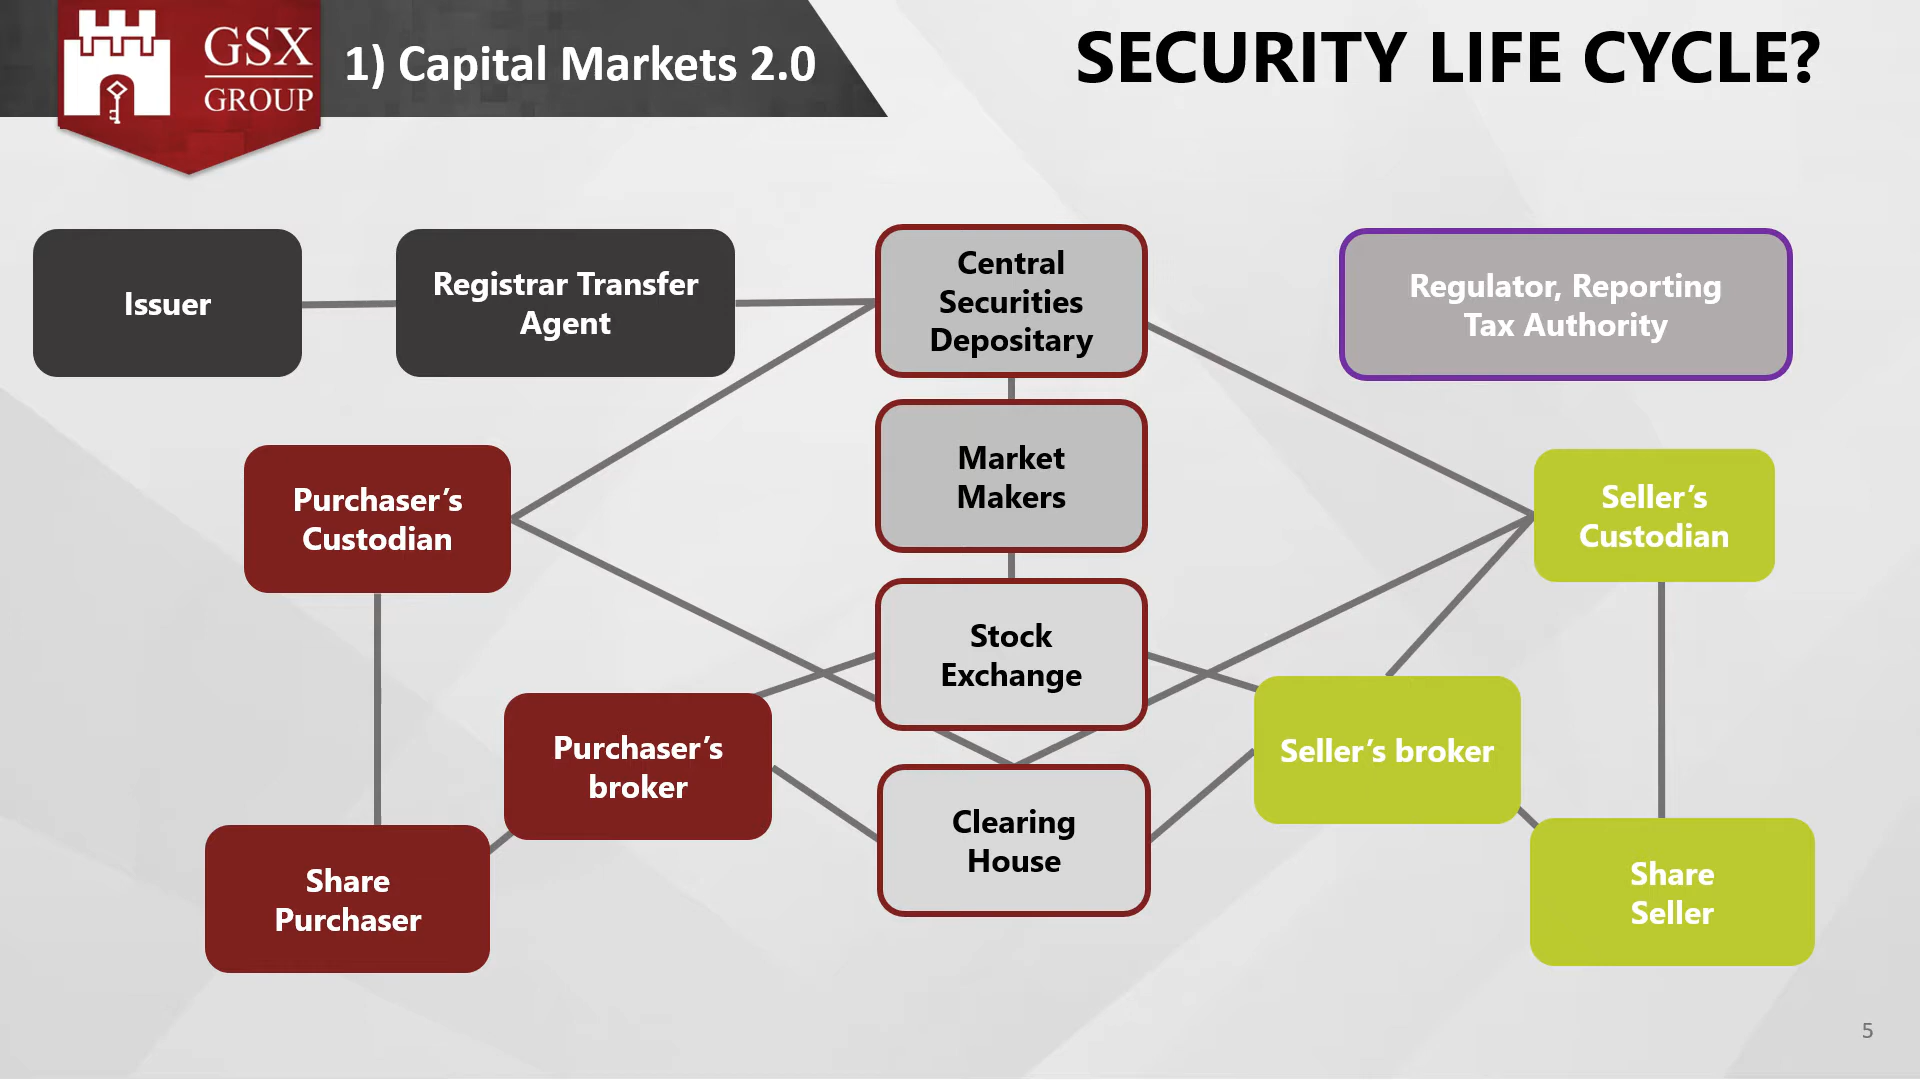 GSX
GROUP
1) Capital Markets 2.0
SECURITY LIFE CYCLE?
Issuer
Registrar Transfer
Agent
Central
Securities
Depositary
Regulator, Reporting
Tax Authority
Market
Makers
Purchaser’s
Custodian
Seller’s
Custodian
Stock
Exchange
Purchaser’s
broker
Seller’s broker
Clearing
House
Share
Purchaser
Share
Seller
5